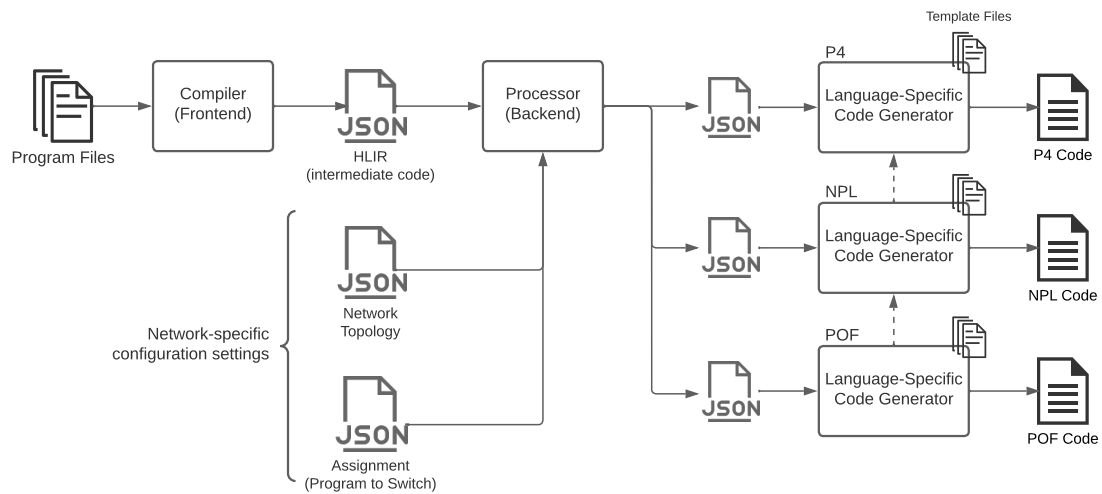 Template Files
P4
Compiler
(Frontend)
Processor
(Backend)
Language-Specific
Code Generator
JSON
JSON
Program Files
HLIR
(intermediate code)
P4 Code
NPL
Language-Specific
Code Generator
JSON
JSON
NPL Code
Network
Topology
Network-specific
configuration settings
POF
Language-Specific
Code Generator
JSON
JSON
POF Code
Assignment
(Program to Switch)